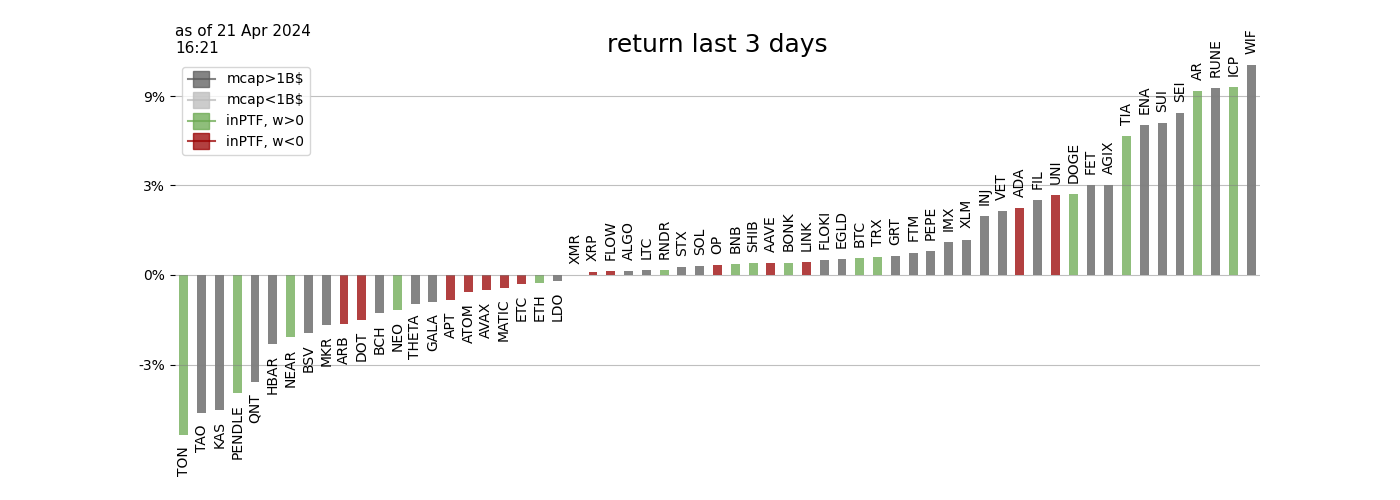 as of 21 Apr 2024
16:21
return last 3 days
mcap>1B$
mcap<1B$
inPTF, w>0
inPTF, w<0
9%
3%
0%
-3%
TON
TAO
KAS
PENDLE
QNT
HBAR
NEAR
BSV
MKR
ARB
DOT
BCH
NEO
THETA
GALA
APT
ATOM
AVAX
MATIC
ETC
ETH
LDO
XMR
XRP
FLOW
ALGO
LTC
RNDR
STX
SOL
OP
BNB
SHIB
AAVE
BONK
LINK
FLOKI
EGLD
BTC
TRX
GRT
FTM
PEPE
IMX
XLM
INJ
VET
ADA
FIL
UNI
DOGE
FET
AGIX
TIA
ENA
SUI
SEI
AR
RUNE
ICP
WIF